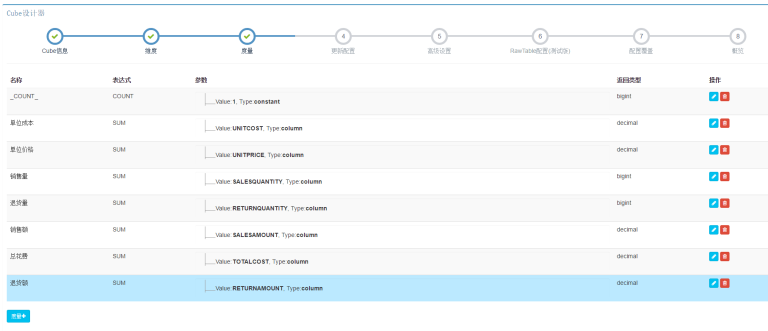 Cube设计器
4 5 6 7 8
Cube信息 维度 度量 更新配置 高级设置 RawTable配置(测试版) 配置覆盖 概览
名称 表达式 参数 返回类型 操作
_COUNT_ COUNT Value:1, Type:constant bigint
单位成本 SUM Value:UNITCOST, Type:column decimal
单位价格 SUM Value:UNITPRICE, Type:column decimal
销售量 SUM Value:SALESQUANTITY, Type:column bigint
退货量 SUM Value:RETURNQUANTITY, Type:column bigint
销售额 SUM Value:SALESAMOUNT, Type:column decimal
总花费 SUM Value:TOTALCOST, Type:column decimal
退货额 SUM Value:RETURNAMOUNT, Type:column decimal
度量+